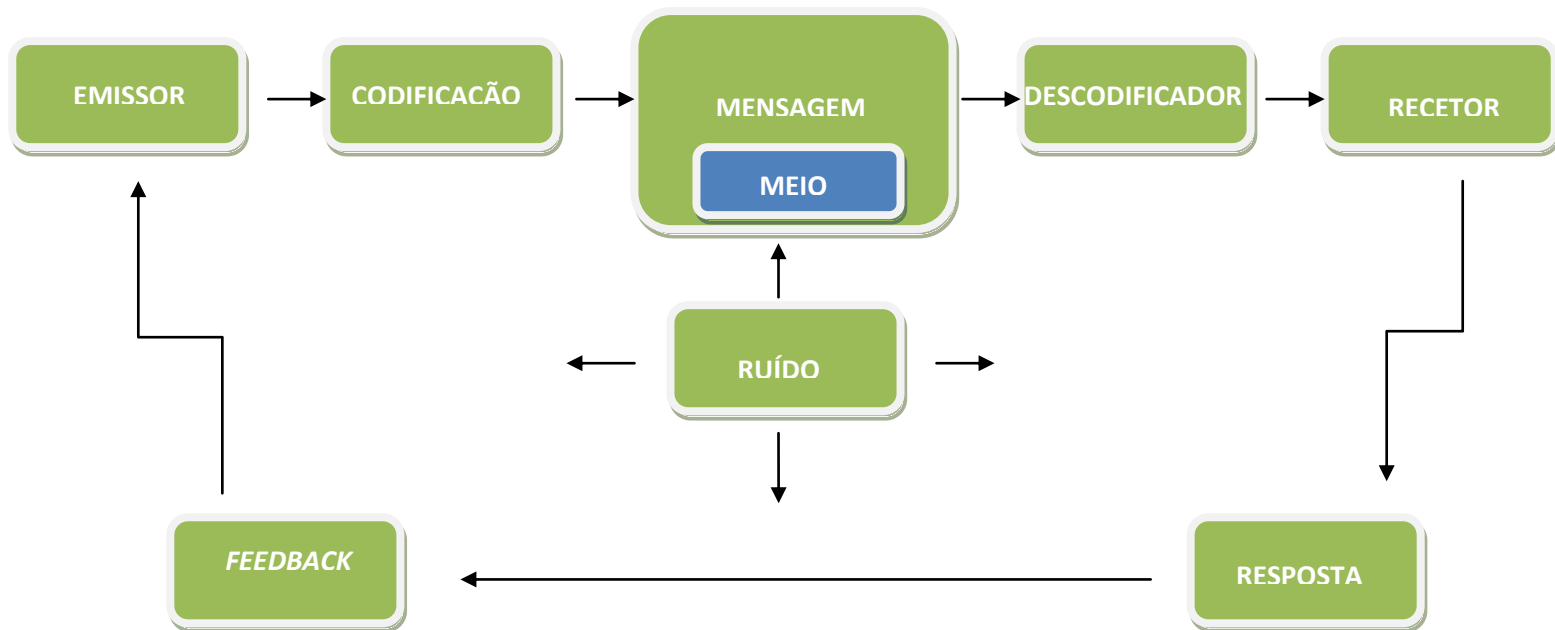 EMISSOR
CODIFICACÃO
MENSAGEM
MEIO
DESCODIFICADOR
RECETOR
RUÍDO
FEEDBACK
RESPOSTA